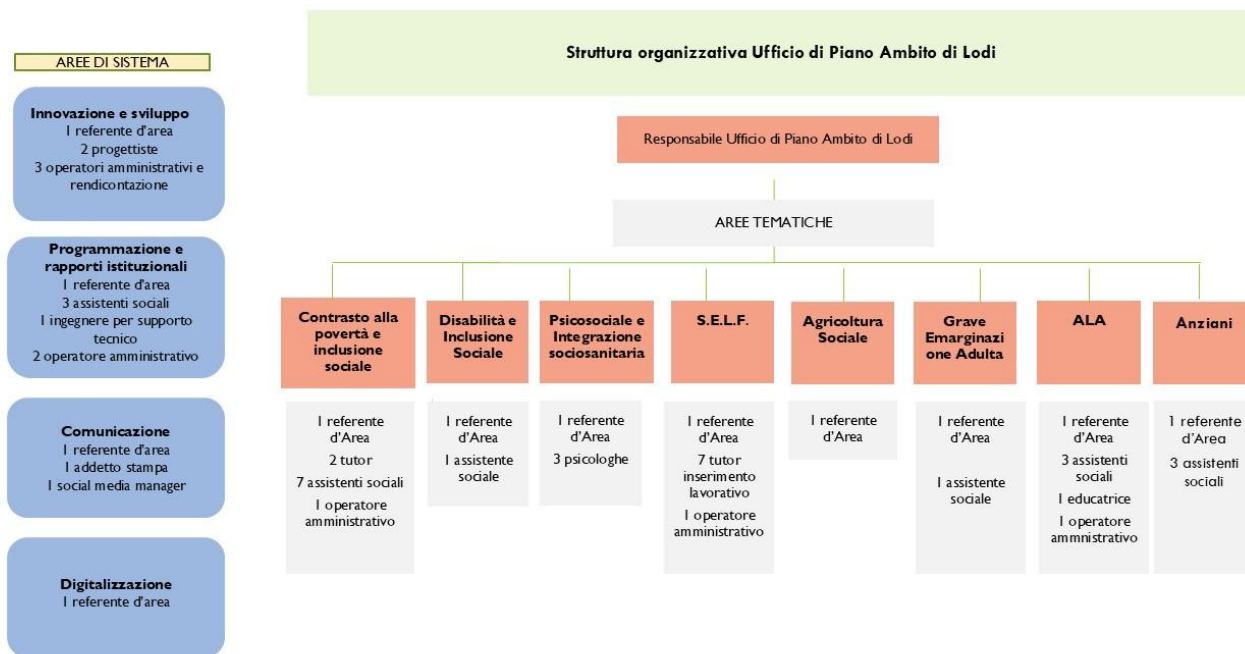 AREE DI SISTEMA
Innovazione e sviluppo
1 referente d'area
2 progettiste
3 operatori amministrativi e
rendicontazione
Programmazione e
rapporti istituzionali
1 referente d'area
3 assistenti sociali
1 ingegnere per supporto
tecnico
2 operatore amministrativo
Comunicazione
1 referente d'area
1 addetto stampa
1 social media manager
Digitalizzazione
1 referente d'area
Struttura organizzativa Ufficio di Piano Ambito di Lodi
Responsabile Ufficio di Piano Ambito di Lodi
AREE TEMATICHE
Contrasto alla
povertà e
inclusione
sociale
1 referente
d'Area
2 tutor
7 assistenti sociali
1 operatore
amministrativo
Disabilità e
Inclusione
Sociale
1 referente
d'Area
1 assistente
sociale
Psicosociale e
Integrazione
sociosanitaria
1 referente
d'Area
3 psicologhe
S.E.L.F.
1 referente
d'Area
7 tutor
inserimento
lavorativo
1 operatore
amministrativo
Agricoltura
Sociale
1 referente
d'Area
Grave
Emarginazi
one Adulta
1 referente
d'Area
1 assistente
sociale
ALA
1 referente
d'Area
3 assistenti
sociali
1 educatrice
1 operatore
ammnistrativo
Anziani
1 referente
d'Area
3 assistenti
sociali